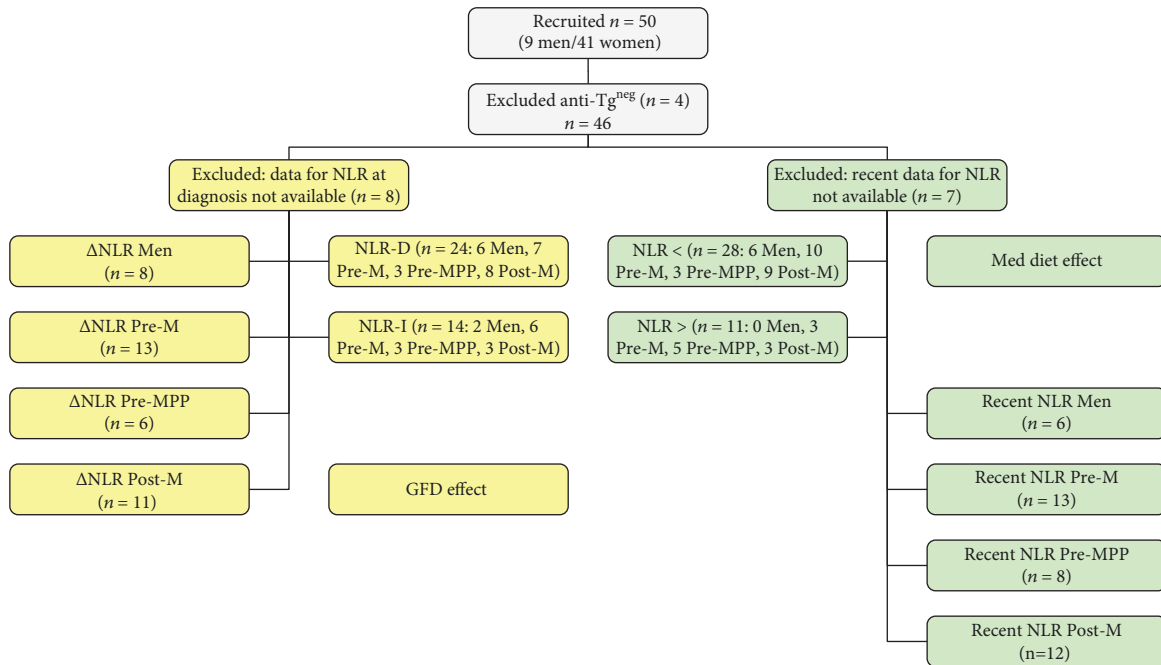 Recruited n = 50
(9 men/41 women)
Excluded anti-Tg^neg (n = 4)
n = 46
Excluded: data for NLR at
diagnosis not available (n = 8)
Excluded: recent data for NLR
not available (n = 7)
ΔNLR Men
(n = 8)
NLR-D (n = 24: 6 Men, 7
Pre-M, 3 Pre-MPP, 8 Post-M)
NLR < (n = 28: 6 Men, 10
Pre-M, 3 Pre-MPP, 9 Post-M)
Med diet effect
ΔNLR Pre-M
(n = 13)
NLR-I (n = 14: 2 Men, 6
Pre-M, 3 Pre-MPP, 3 Post-M)
NLR > (n = 11: 0 Men, 3
Pre-M, 5 Pre-MPP, 3 Post-M)
ΔNLR Pre-MPP
(n = 6)
Recent NLR Men
(n = 6)
ΔNLR Post-M
(n = 11)
GFD effect
Recent NLR Pre-M
(n = 13)
Recent NLR Pre-MPP
(n = 8)
Recent NLR Post-M
(n=12)